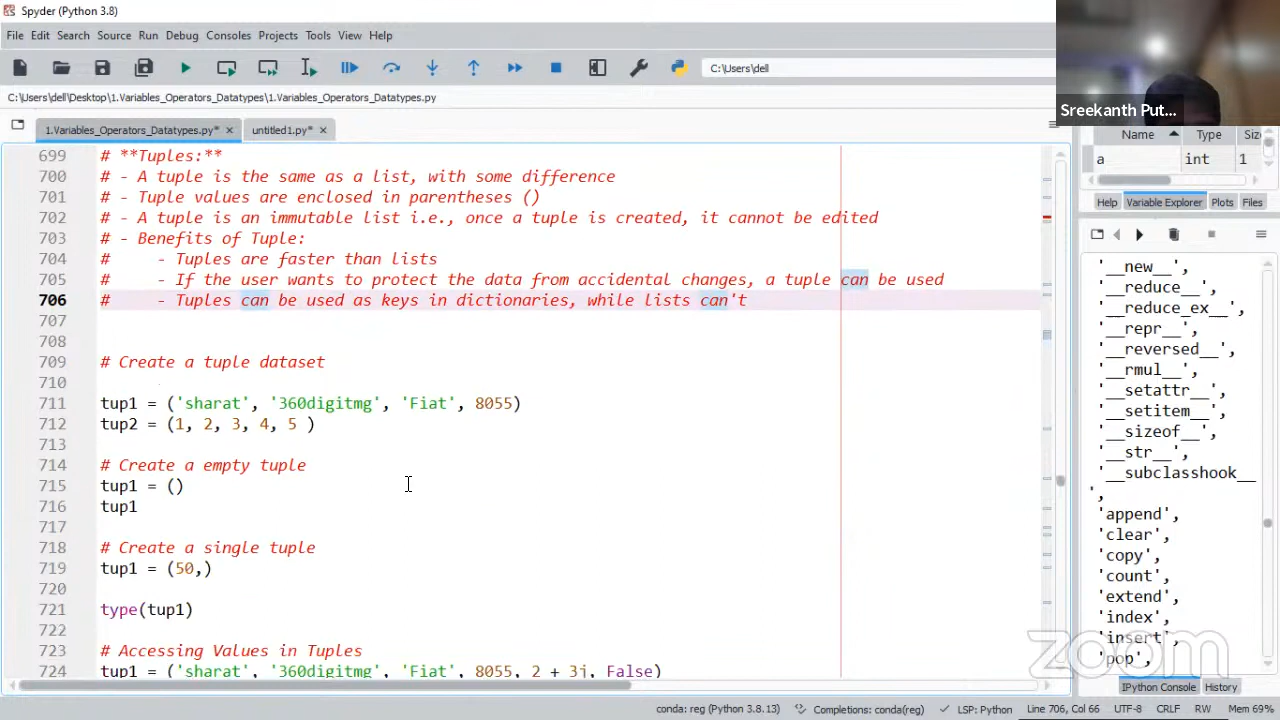 Spyder (Python 3.8)
File Edit Search Source Run Debug Consoles Projects Tools View Help
C:\Users\dell
C:\Users\dell\Desktop\1.Variables_Operators_Datatypes\1.Variables_Operators_Datatypes.py
1.Variables_Operators_Datatypes.py* untitled1.py*
699 # **Tuples:**
700 # - A tuple is the same as a list, with some difference
701 # - Tuple values are enclosed in parentheses ()
702 # - A tuple is an immutable list i.e., once a tuple is created, it cannot be edited
703 # - Benefits of Tuple:
704 #     - Tuples are faster than lists
705 #     - If the user wants to protect the data from accidental changes, a tuple can be used
706 #     - Tuples can be used as keys in dictionaries, while lists can't
707
708
709 # Create a tuple dataset
710
711 tup1 = ('sharat', '360digitmg', 'Fiat', 8055)
712 tup2 = (1, 2, 3, 4, 5 )
713
714 # Create a empty tuple
715 tup1 = ()
716 tup1
717
718 # Create a single tuple
719 tup1 = (50,)
720
721 type(tup1)
722
723 # Accessing Values in Tuples
724 tup1 = ('sharat', '360digitmg', 'Fiat', 8055, 2 + 3j, False)
Sreekanth Put...
Name Type Siz
a int 1
Help Variable Explorer Plots Files
'__new__',
'__reduce__',
'__reduce_ex__',
'__repr__',
'__reversed__',
'__rmul__',
'__setattr__',
'__setitem__',
'__sizeof__',
'__str__',
'__subclasshook__
',
'append',
'clear',
'copy',
'count',
'extend',
'index',
'insert',
'pop',
zoom
IPython Console History
conda: reg (Python 3.8.13) Completions: conda(reg) LSP: Python Line 706, Col 66 UTF-8 CRLF RW Mem 69%